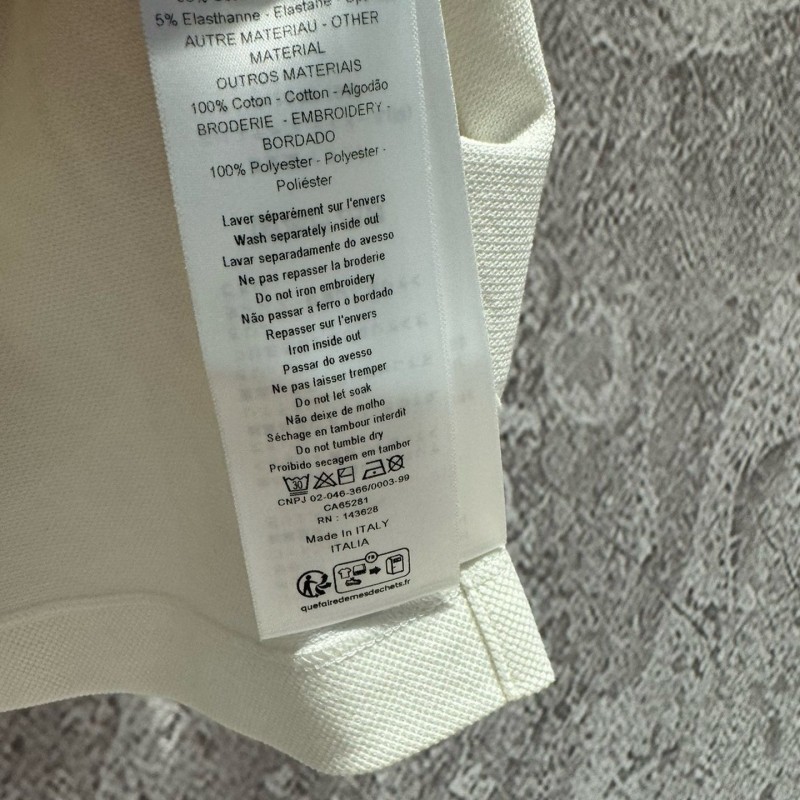 5% Elasthanne - Elastane -
AUTRE MATERIAU - OTHER
MATERIAL
OUTROS MATERIAIS
100% Coton - Cotton - Algodão
BRODERIE - EMBROIDERY -
BORDADO
100% Polyester - Polyester -
Poliéster
Laver séparément sur l'envers
Wash separately inside out
Lavar separadamente do avesso
Ne pas repasser la broderie
Do not iron embroidery
Não passar a ferro o bordado
Repasser sur l'envers
Iron inside out
Passar do avesso
Ne pas laisser tremper
Do not let soak
Não deixe de molho
Séchage en tambour interdit
Do not tumble dry
Proibido secagem em tambor
30
CNPJ 02-046-366/0003-99
CA65281
RN : 143628
Made In ITALY
ITALIA
FR
quefairedemesdechets.fr